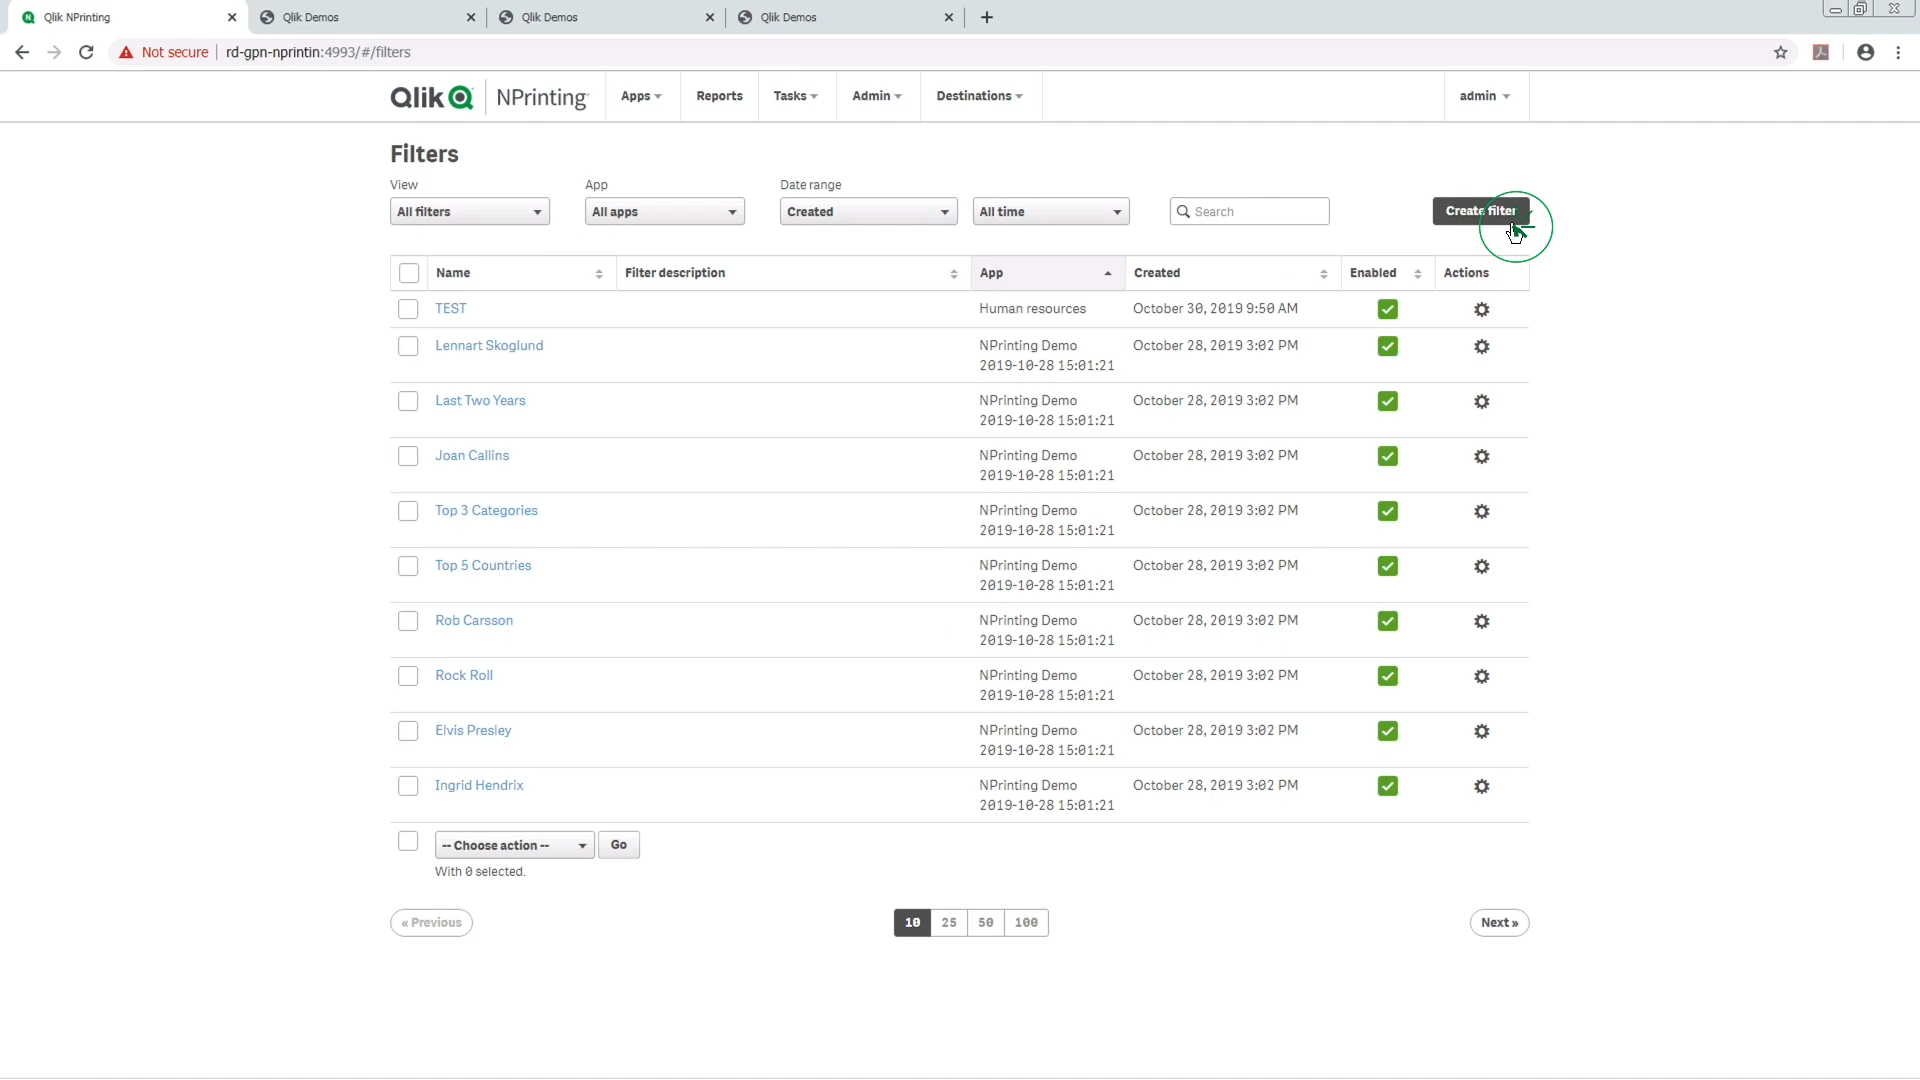 Qlik NPrinting
Qlik Demos
Qlik Demos
Qlik Demos
Not secure
rd-gpn-nprintin:4993/#/filters
Qlik NPrinting
Apps
Reports
Tasks
Admin
Destinations
admin
Filters
View
App
Date range
All filters
All apps
Created
All time
Search
Create filter
Name
Filter description
App
Created
Enabled
Actions
TEST
Human resources
October 30, 2019 9:50 AM
Lennart Skoglund
NPrinting Demo
2019-10-28 15:01:21
October 28, 2019 3:02 PM
Last Two Years
NPrinting Demo
2019-10-28 15:01:21
October 28, 2019 3:02 PM
Joan Callins
NPrinting Demo
2019-10-28 15:01:21
October 28, 2019 3:02 PM
Top 3 Categories
NPrinting Demo
2019-10-28 15:01:21
October 28, 2019 3:02 PM
Top 5 Countries
NPrinting Demo
2019-10-28 15:01:21
October 28, 2019 3:02 PM
Rob Carsson
NPrinting Demo
2019-10-28 15:01:21
October 28, 2019 3:02 PM
Rock Roll
NPrinting Demo
2019-10-28 15:01:21
October 28, 2019 3:02 PM
Elvis Presley
NPrinting Demo
2019-10-28 15:01:21
October 28, 2019 3:02 PM
Ingrid Hendrix
NPrinting Demo
2019-10-28 15:01:21
October 28, 2019 3:02 PM
-- Choose action --
Go
With 0 selected.
« Previous
10
25
50
100
Next »